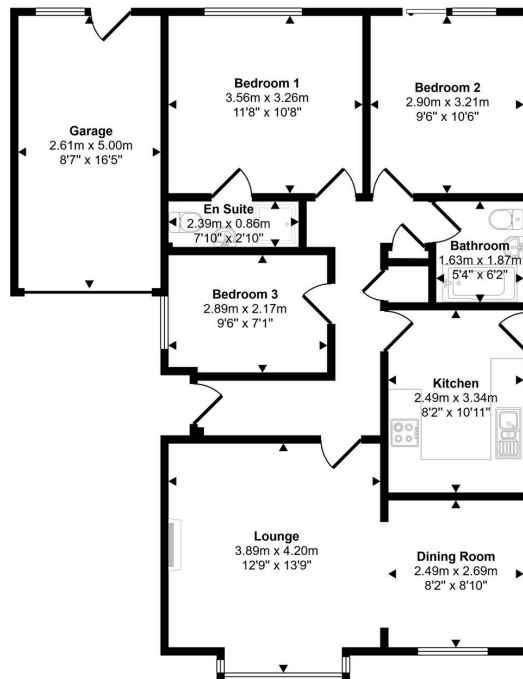 Bedroom 1
3.56m x 3.26m
11'8" x 10'8"
Bedroom 2
2.90m x 3.21m
9'6" x 10'6"
Garage
2.61m x 5.00m
8'7" x 16'5"
En Suite
2.39m x 0.86m
7'10" x 2'10"
Bathroom
1.63m x 1.87m
5'4" x 6'2"
Bedroom 3
2.89m x 2.17m
9'6" x 7'1"
Kitchen
2.49m x 3.34m
8'2" x 10'11"
Lounge
3.89m x 4.20m
12'9" x 13'9"
Dining Room
2.49m x 2.69m
8'2" x 8'10"